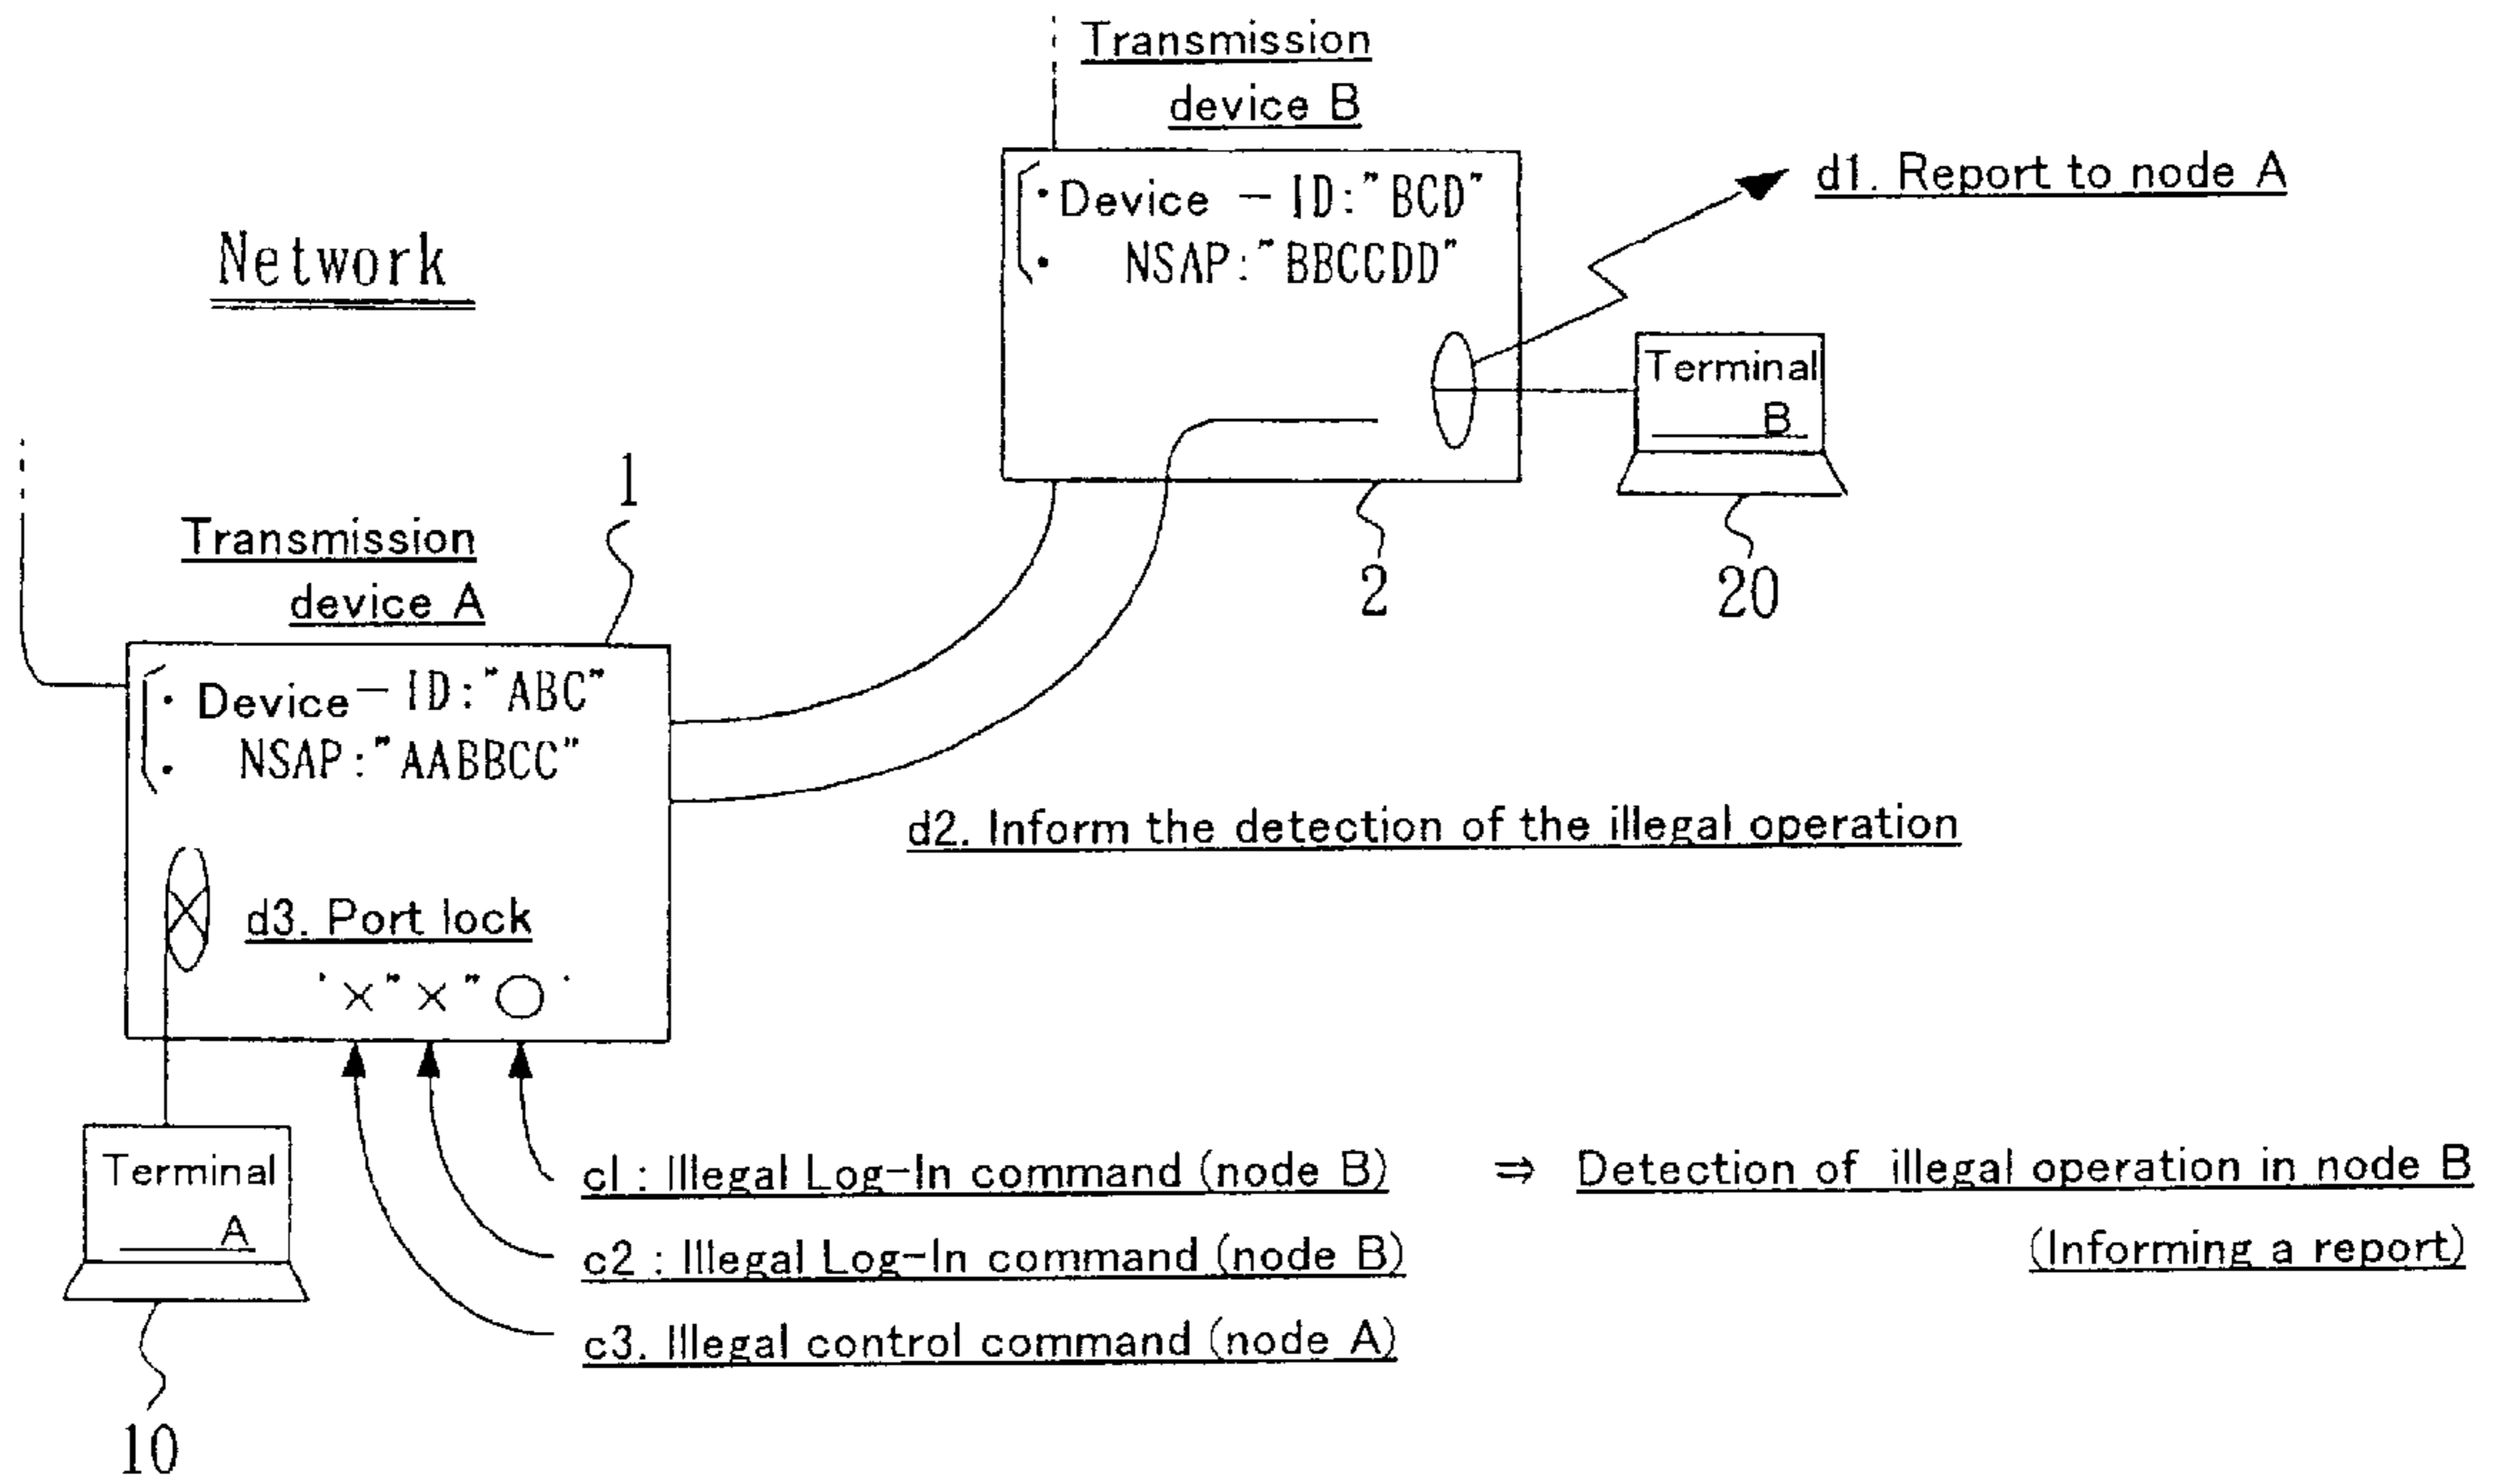 Transmission
device B
・Device －ID:"BCD"
・ NSAP:"BBCCDD"
d1. Report to node A
Network
Terminal
B
1
2
20
Transmission
device A
・Device－ID:"ABC"
・ NSAP:"AABBCC"
d2. Inform the detection of the illegal operation
d3. Port lock
'×"×"○'
Terminal
A
c1 : Illegal Log-In command (node B) ⇒ Detection of illegal operation in node B
c2 : Illegal Log-In command (node B) (Informing a report)
c3. Illegal control command (node A)
10